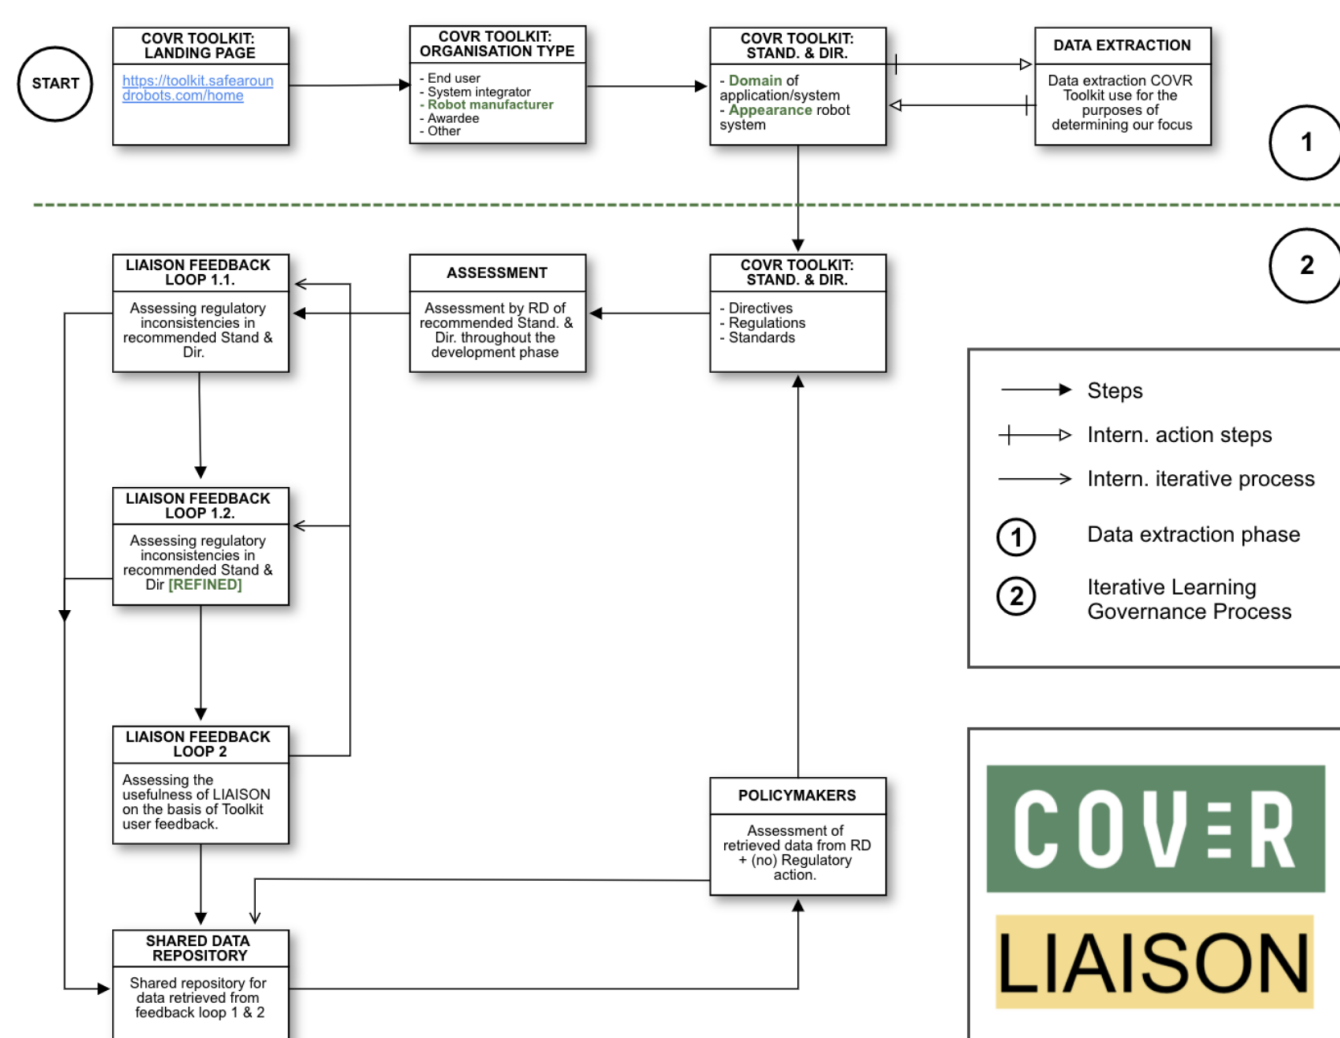 START
COVR TOOLKIT:
LANDING PAGE
https://toolkit.safearoun
drobots.com/home
COVR TOOLKIT:
ORGANISATION TYPE
- End user
- System integrator
- Robot manufacturer
- Awardee
- Other
COVR TOOLKIT:
STAND. & DIR.
- Domain of
application/system
- Appearance robot
system
DATA EXTRACTION
Data extraction COVR
Toolkit use for the
purposes of
determining our focus
1
2
LIAISON FEEDBACK
LOOP 1.1.
Assessing regulatory
inconsistencies in
recommended Stand &
Dir.
ASSESSMENT
Assessment by RD of
recommended Stand. &
Dir. throughout the
development phase
COVR TOOLKIT:
STAND. & DIR.
- Directives
- Regulations
- Standards
LIAISON FEEDBACK
LOOP 1.2.
Assessing regulatory
inconsistencies in
recommended Stand &
Dir [REFINED]
LIAISON FEEDBACK
LOOP 2
Assessing the
usefulness of LIAISON
on the basis of Toolkit
user feedback.
SHARED DATA
REPOSITORY
Shared repository for
data retrieved from
feedback loop 1 & 2
POLICYMAKERS
Assessment of
retrieved data from RD
+ (no) Regulatory
action.
Steps
Intern. action steps
Intern. iterative process
1 Data extraction phase
2 Iterative Learning
Governance Process
COVER
LIAISON